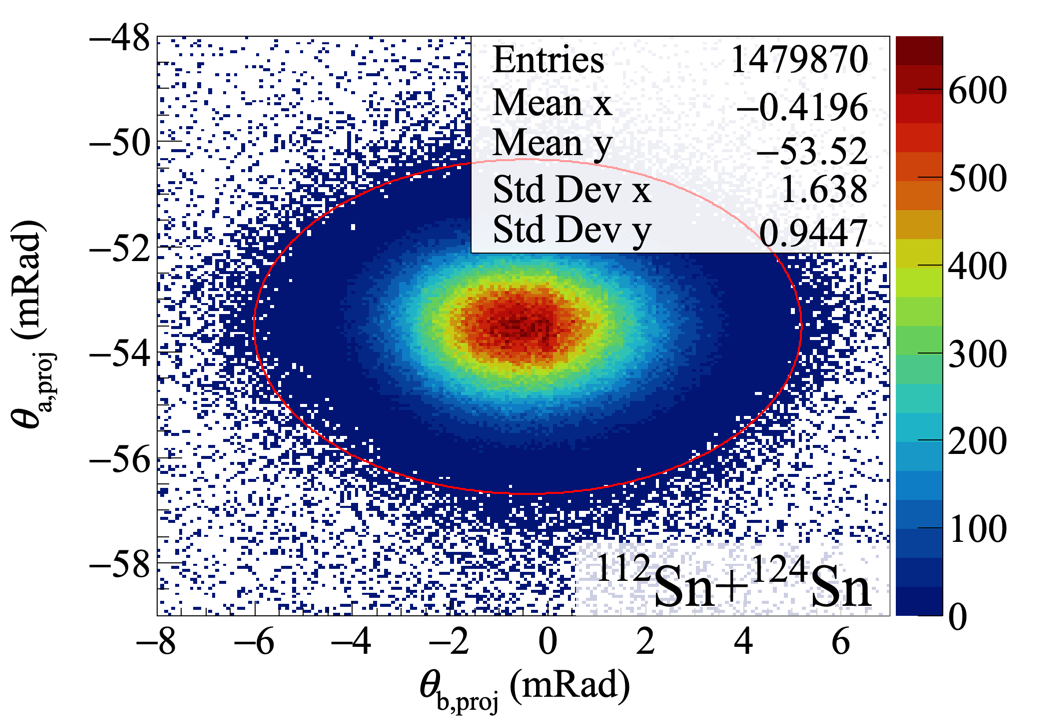 Entries 1479870
Mean x −0.4196
Mean y −53.52
Std Dev x 1.638
Std Dev y 0.9447
−48
−50
−52
−54
−56
−58
θa,proj (mRad)
600
500
400
300
200
100
0
112Sn+124Sn
−8 −6 −4 −2 0 2 4 6
θb,proj (mRad)